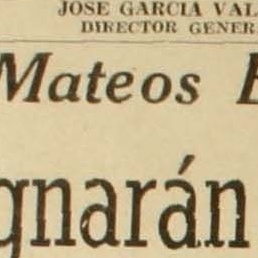 JOSE GARCIA VAL
DIRECTOR GENER
Mateos E
gnarán